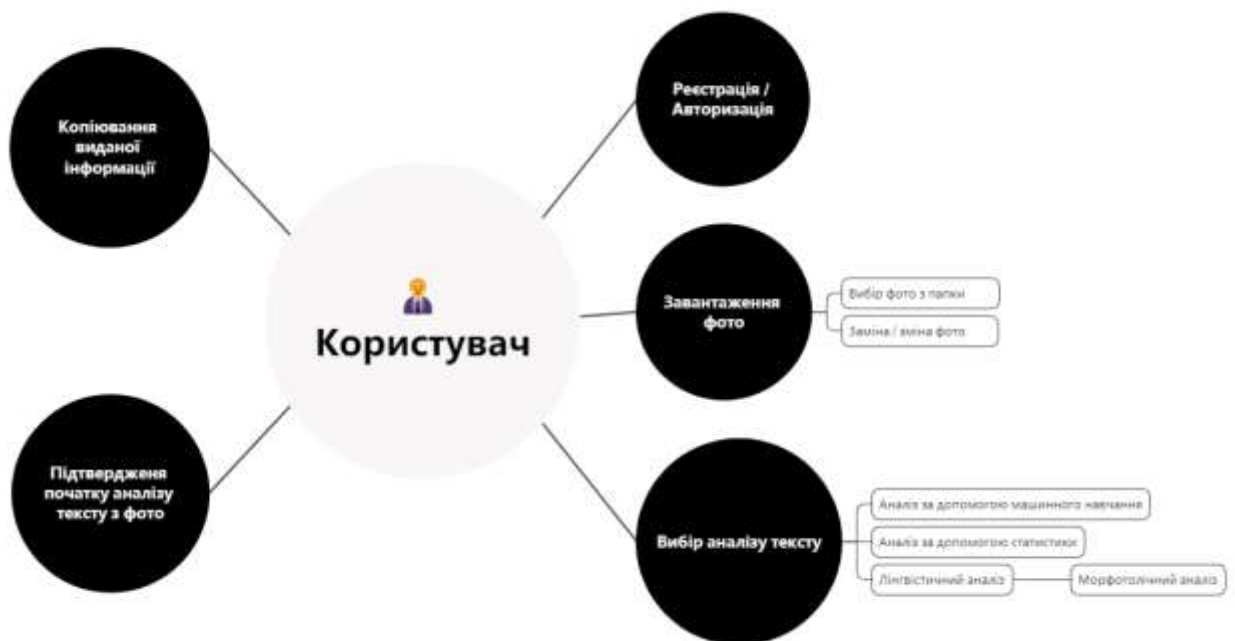 Копіювання
виданої
інформації
Реєстрація /
Авторизація
Користувач
Завантаження
фото
Вибір фото з папки
Заміна / зміна фото
Підтвердженя
початку аналізу
тексту з фото
Вибір аналізу тексту
Аналіз за допомогою машинного навчання
Аналіз за допомогою статистики
Лінгвістичний аналіз
Морфологічний аналіз